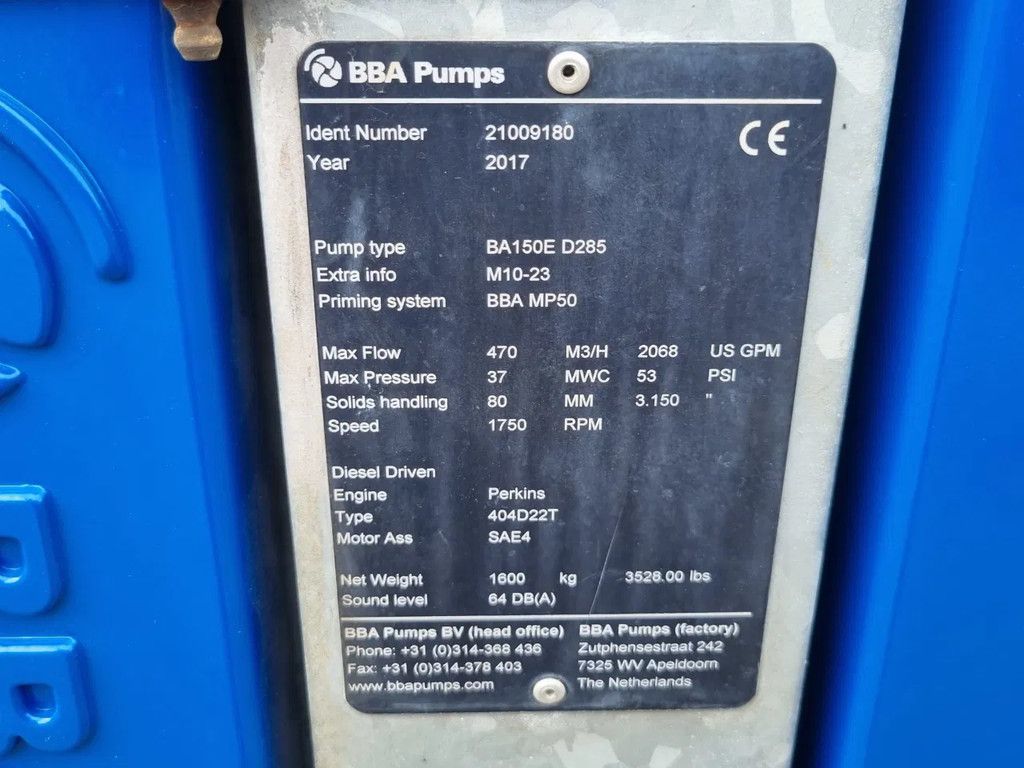 BBA Pumps
Ident Number 21009180 CE
Year 2017
Pump type BA150E D285
Extra info M10-23
Priming system BBA MP50
Max Flow 470 M3/H 2068 US GPM
Max Pressure 37 MWC 53 PSI
Solids handling 80 MM 3.150 "
Speed 1750 RPM
Diesel Driven
Engine Perkins
Type 404D22T
Motor Ass SAE4
Net Weight 1600 kg 3528.00 lbs
Sound level 64 DB(A)
BBA Pumps BV (head office) BBA Pumps (factory)
Phone: +31 (0)314-368 436 Zutphensestraat 242
Fax: +31 (0)314-378 403 7325 WV Apeldoorn
www.bbapumps.com The Netherlands